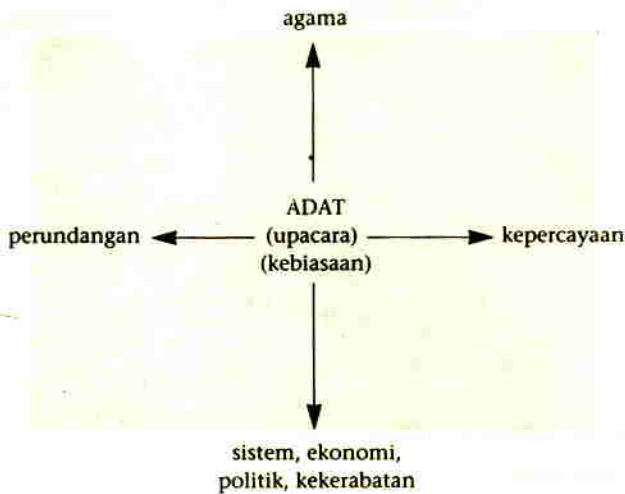 agama
ADAT
perundangan (upacara) kepercayaan
(kebiasaan)
sistem, ekonomi,
politik, kekerabatan